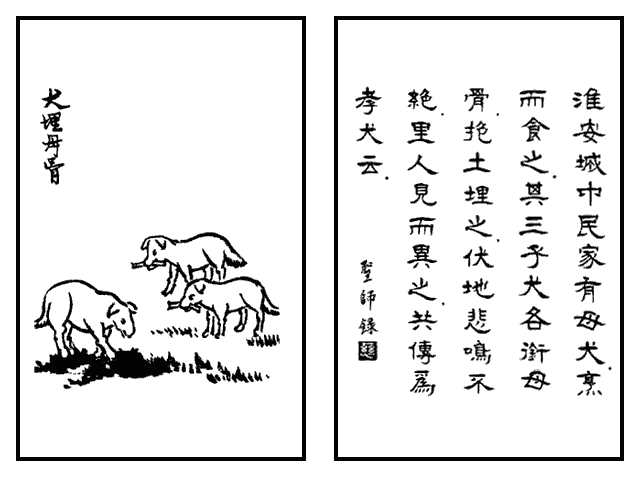 犬埋母骨
淮安城中民家有母犬烹
而食之其三子犬各銜母
骨抱土埋之伏地悲鳴不
絶里人見而異之共傳爲
孝犬云
聖師錄